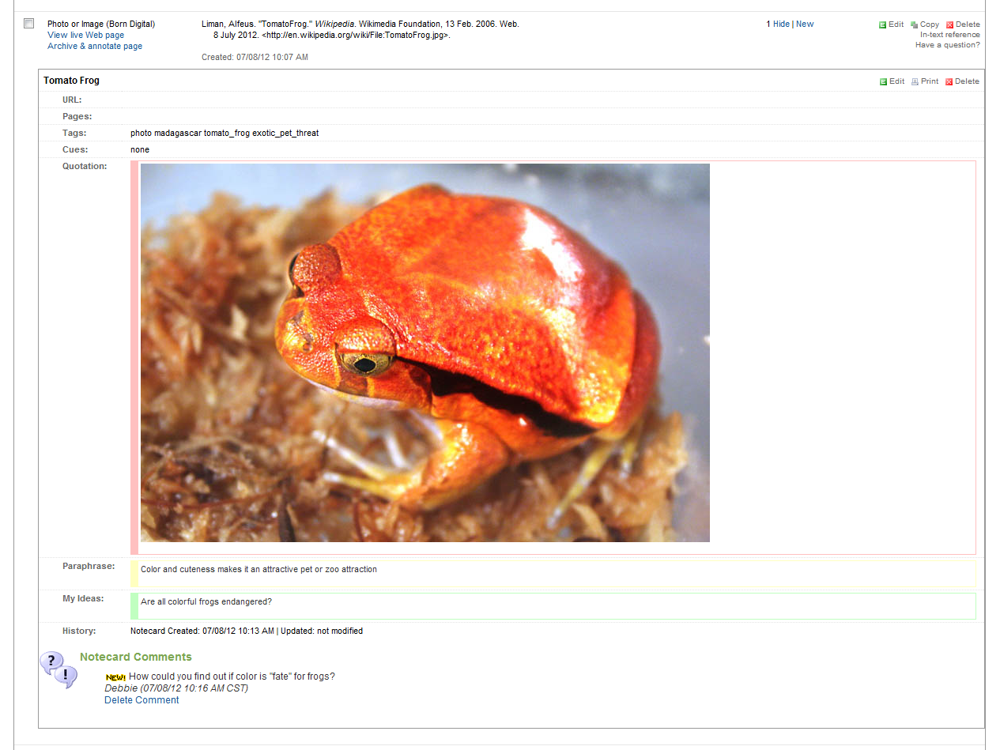 Photo or Image (Born Digital)
View live Web page
Archive & annotate page
Liman, Alfeus. "TomatoFrog." Wikipedia. Wikimedia Foundation, 13 Feb. 2006. Web.
8 July 2012. <http://en.wikipedia.org/wiki/File:TomatoFrog.jpg>.
Created: 07/08/12 10:07 AM
1 Hide | New
Edit Copy Delete
In-text reference
Have a question?
Tomato Frog
Edit Print Delete
URL:
Pages:
Tags: photo madagascar tomato_frog exotic_pet_threat
Cues: none
Quotation:
Paraphrase: Color and cuteness makes it an attractive pet or zoo attraction
My Ideas: Are all colorful frogs endangered?
History: Notecard Created: 07/08/12 10:13 AM | Updated: not modified
? !
Notecard Comments
NEW! How could you find out if color is "fate" for frogs?
Debbie (07/08/12 10:16 AM CST)
Delete Comment